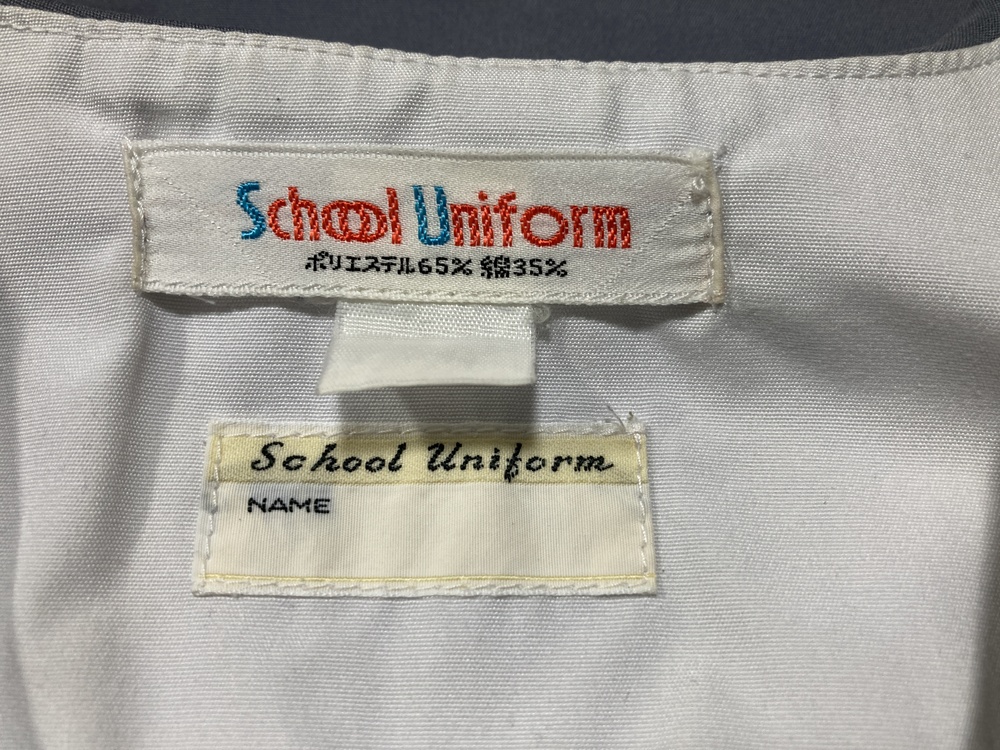 School Uniform
ポリエステル65% 綿35%
School Uniform
NAME